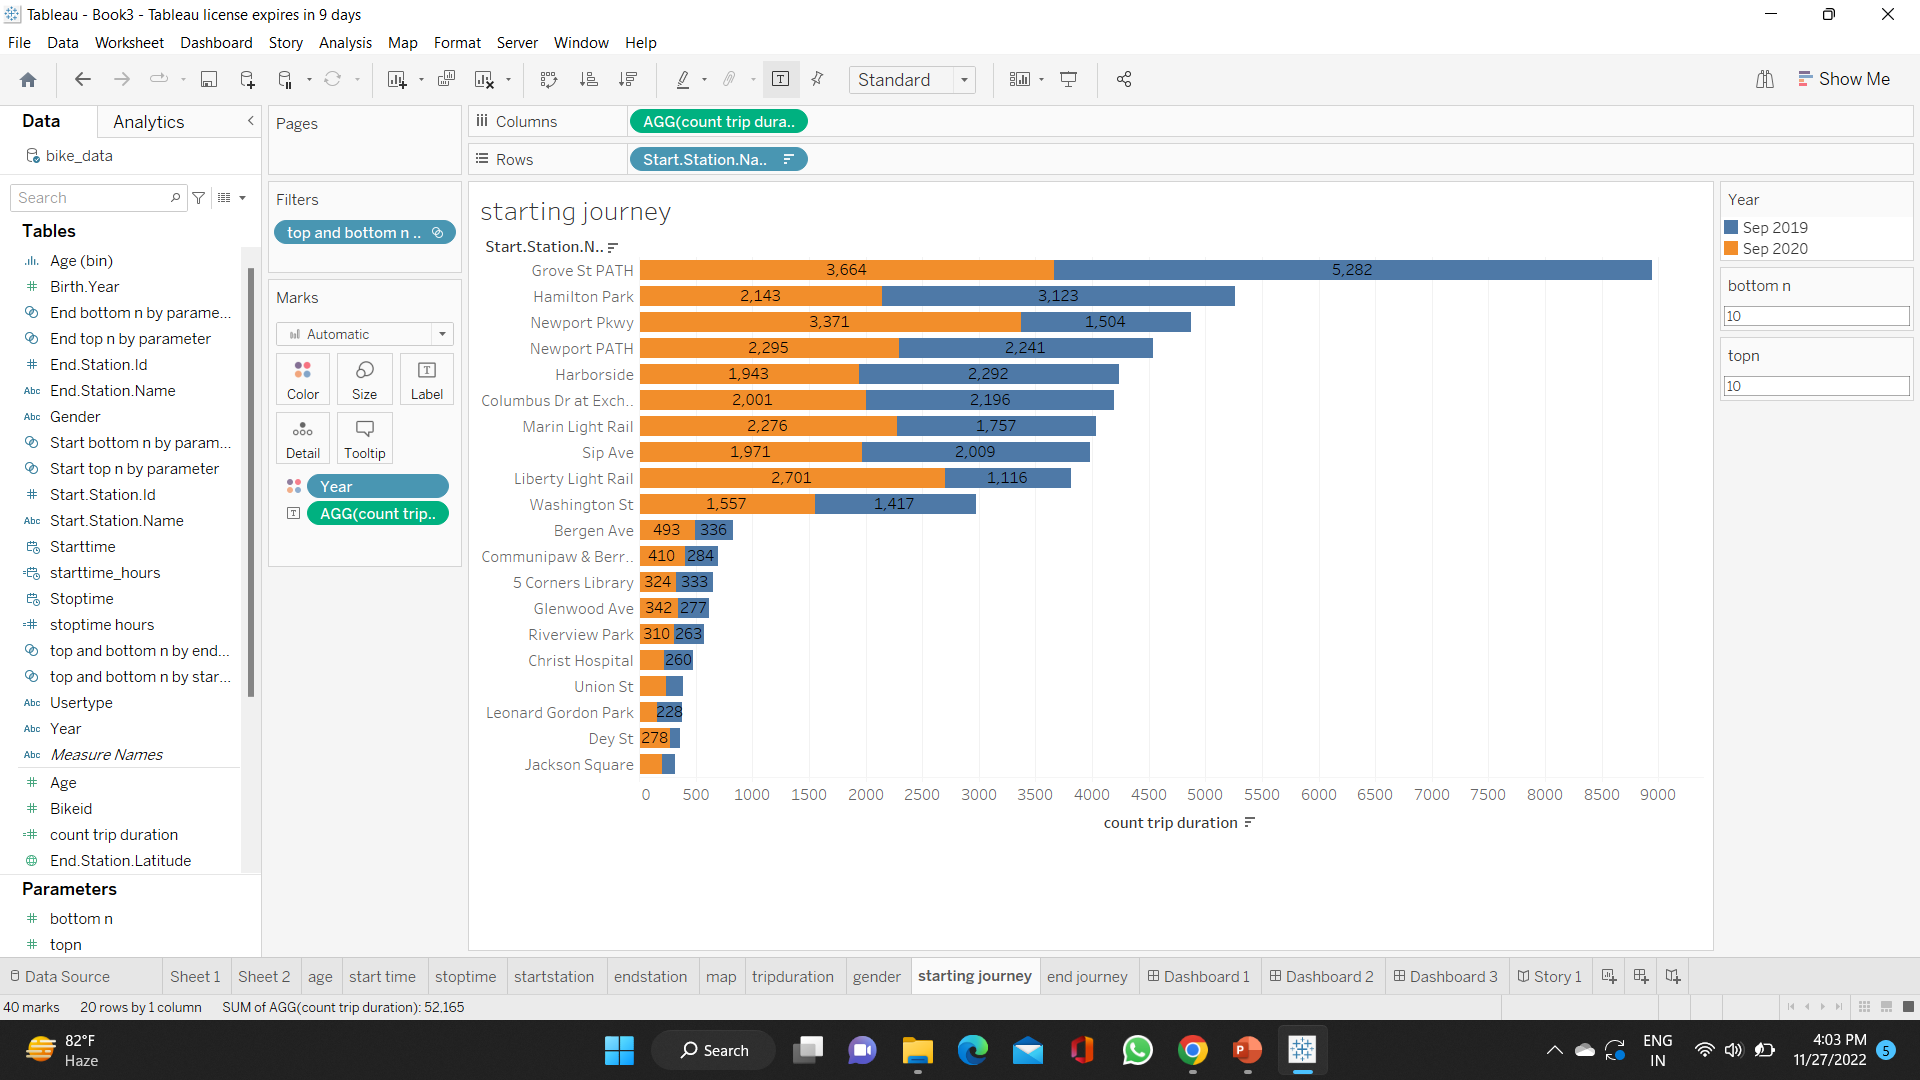 Tableau - Book3 - Tableau license expires in 9 days
File Data Worksheet Dashboard Story Analysis Map Format Server Window Help
Standard
Show Me
Data Analytics
bike_data
Search
Tables
Age (bin)
Birth.Year
End bottom n by parame...
End top n by parameter
End.Station.Id
Abc End.Station.Name
Abc Gender
Start bottom n by param...
Start top n by parameter
Start.Station.Id
Abc Start.Station.Name
Starttime
starttime_hours
Stoptime
stoptime hours
top and bottom n by end...
top and bottom n by star...
Abc Usertype
Abc Year
Abc Measure Names
Age
Bikeid
count trip duration
End.Station.Latitude
Parameters
bottom n
topn
Pages
Filters
top and bottom n ..
Marks
Automatic
Color Size Label
Detail Tooltip
Year
AGG(count trip..
Columns AGG(count trip dura..
Rows Start.Station.Na..
starting journey
Start.Station.N..
Grove St PATH 3,664 5,282
Hamilton Park 2,143 3,123
Newport Pkwy 3,371 1,504
Newport PATH 2,295 2,241
Harborside 1,943 2,292
Columbus Dr at Exch.. 2,001 2,196
Marin Light Rail 2,276 1,757
Sip Ave 1,971 2,009
Liberty Light Rail 2,701 1,116
Washington St 1,557 1,417
Bergen Ave 493 336
Communipaw & Berr.. 410 284
5 Corners Library 324 333
Glenwood Ave 342 277
Riverview Park 310 263
Christ Hospital 260
Union St
Leonard Gordon Park 228
Dey St 278
Jackson Square
0 500 1000 1500 2000 2500 3000 3500 4000 4500 5000 5500 6000 6500 7000 7500 8000 8500 9000
count trip duration
Year
Sep 2019
Sep 2020
bottom n
10
topn
10
Data Source Sheet 1 Sheet 2 age start time stoptime startstation endstation map tripduration gender starting journey end journey Dashboard 1 Dashboard 2 Dashboard 3 Story 1
40 marks 20 rows by 1 column SUM of AGG(count trip duration): 52,165
82°F
Haze
Search
ENG
IN
4:03 PM
11/27/2022
5